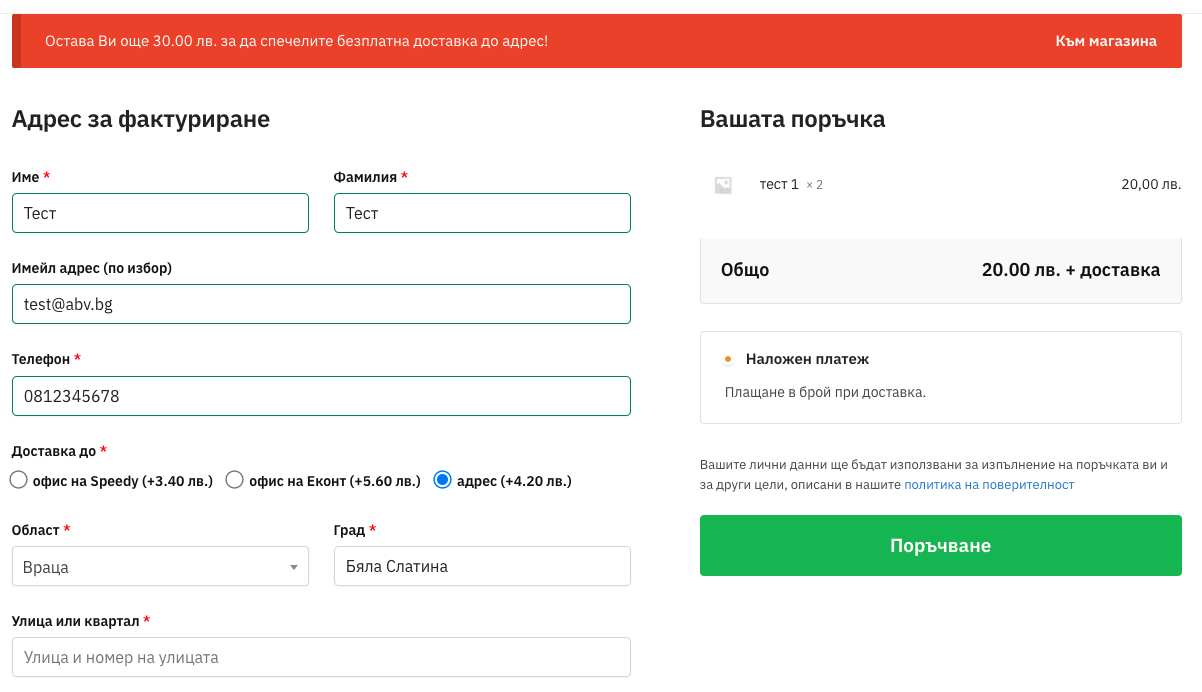 Остава Ви още 30.00 лв. за да спечелите безплатна доставка до адрес!
Към магазина
Адрес за фактуриране
Име *
Фамилия *
Тест
Тест
Имейл адрес (по избор)
test@abv.bg
Телефон *
0812345678
Доставка до *
офис на Speedy (+3.40 лв.)
офис на Еконт (+5.60 лв.)
адрес (+4.20 лв.)
Област *
Град *
Враца
Бяла Слатина
Улица или квартал *
Улица и номер на улицата
Вашата поръчка
тест 1 × 2
20,00 лв.
Общо
20.00 лв. + доставка
Наложен платеж
Плащане в брой при доставка.
Вашите лични данни ще бъдат използвани за изпълнение на поръчката ви и
за други цели, описани в нашите политика на поверителност
Поръчване